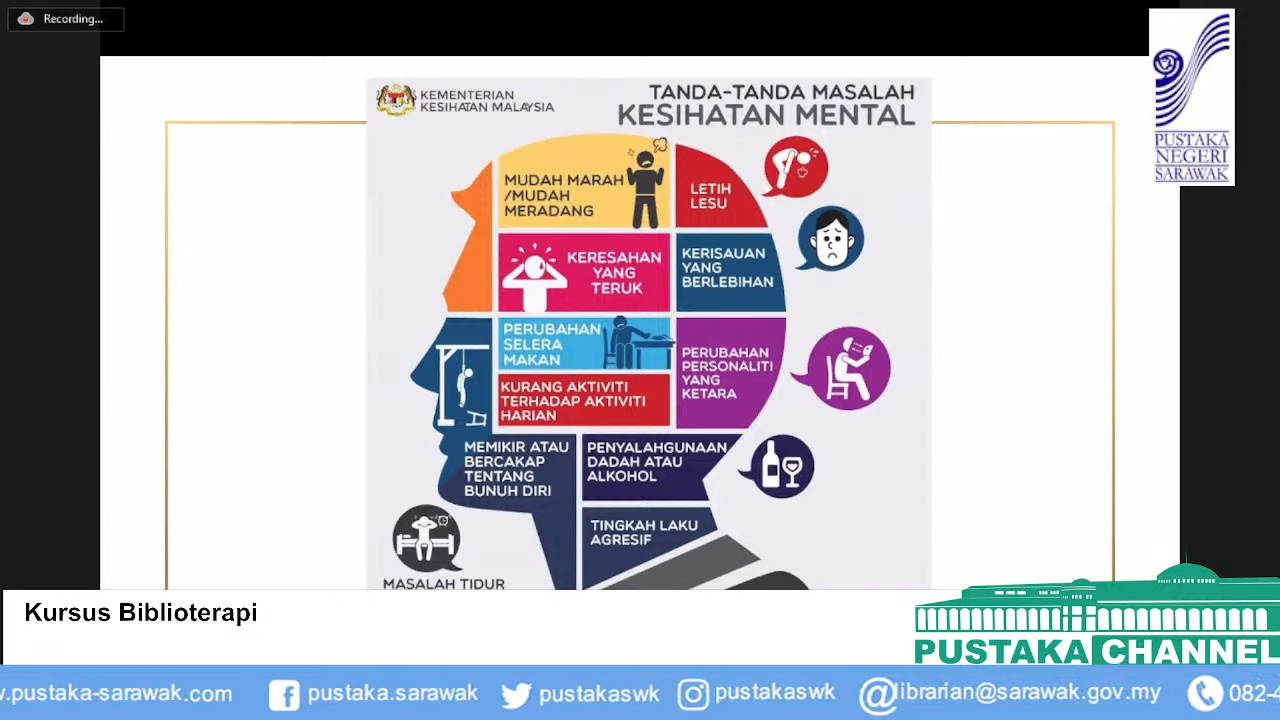 Recording...
PUSTAKA
NEGERI
SARAWAK
KEMENTERIAN
KESIHATAN MALAYSIA
TANDA-TANDA MASALAH
KESIHATAN MENTAL
MUDAH MARAH
/MUDAH
MERADANG
LETIH
LESU
KERESAHAN
YANG
TERUK
KERISAUAN
YANG
BERLEBIHAN
PERUBAHAN
SELERA
MAKAN
PERUBAHAN
PERSONALITI
YANG
KETARA
KURANG AKTIVITI
TERHADAP AKTIVITI
HARIAN
MEMIKIR ATAU
BERCAKAP
TENTANG
BUNUH DIRI
PENYALAHGUNAAN
DADAH ATAU
ALKOHOL
TINGKAH LAKU
AGRESIF
MASALAH TIDUR
Kursus Biblioterapi
PUSTAKA CHANNEL
.pustaka-sarawak.com pustaka.sarawak pustakaswk pustakaswk librarian@sarawak.gov.my 082-4